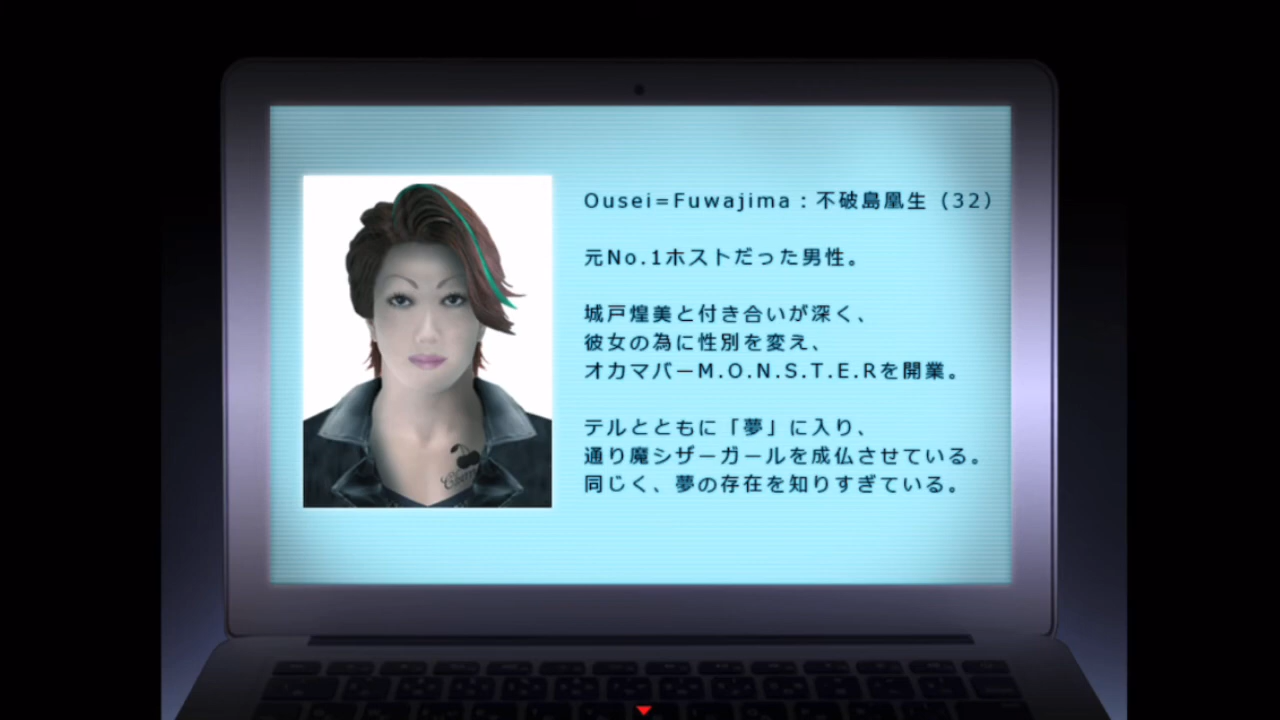 Ousei=Fuwajima：不破島凰生（32）
元No.1ホストだった男性。
城戸煌美と付き合いが深く、
彼女の為に性別を変え、
オカマバーM.O.N.S.T.E.Rを開業。
テルとともに「夢」に入り、
通り魔シザーガールを成仏させている。
同じく、夢の存在を知りすぎている。
Cherry